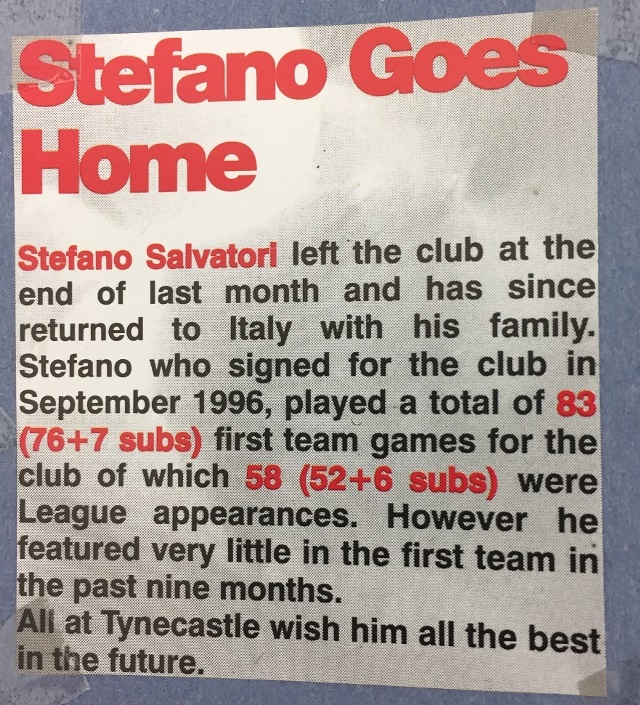 Stefano Goes
Home
Stefano Salvatori left the club at the
end of last month and has since
returned to Italy with his family.
Stefano who signed for the club in
September 1996, played a total of 83
(76+7 subs) first team games for the
club of which 58 (52+6 subs) were
League appearances. However he
featured very little in the first team in
the past nine months.
All at Tynecastle wish him all the best
in the future.